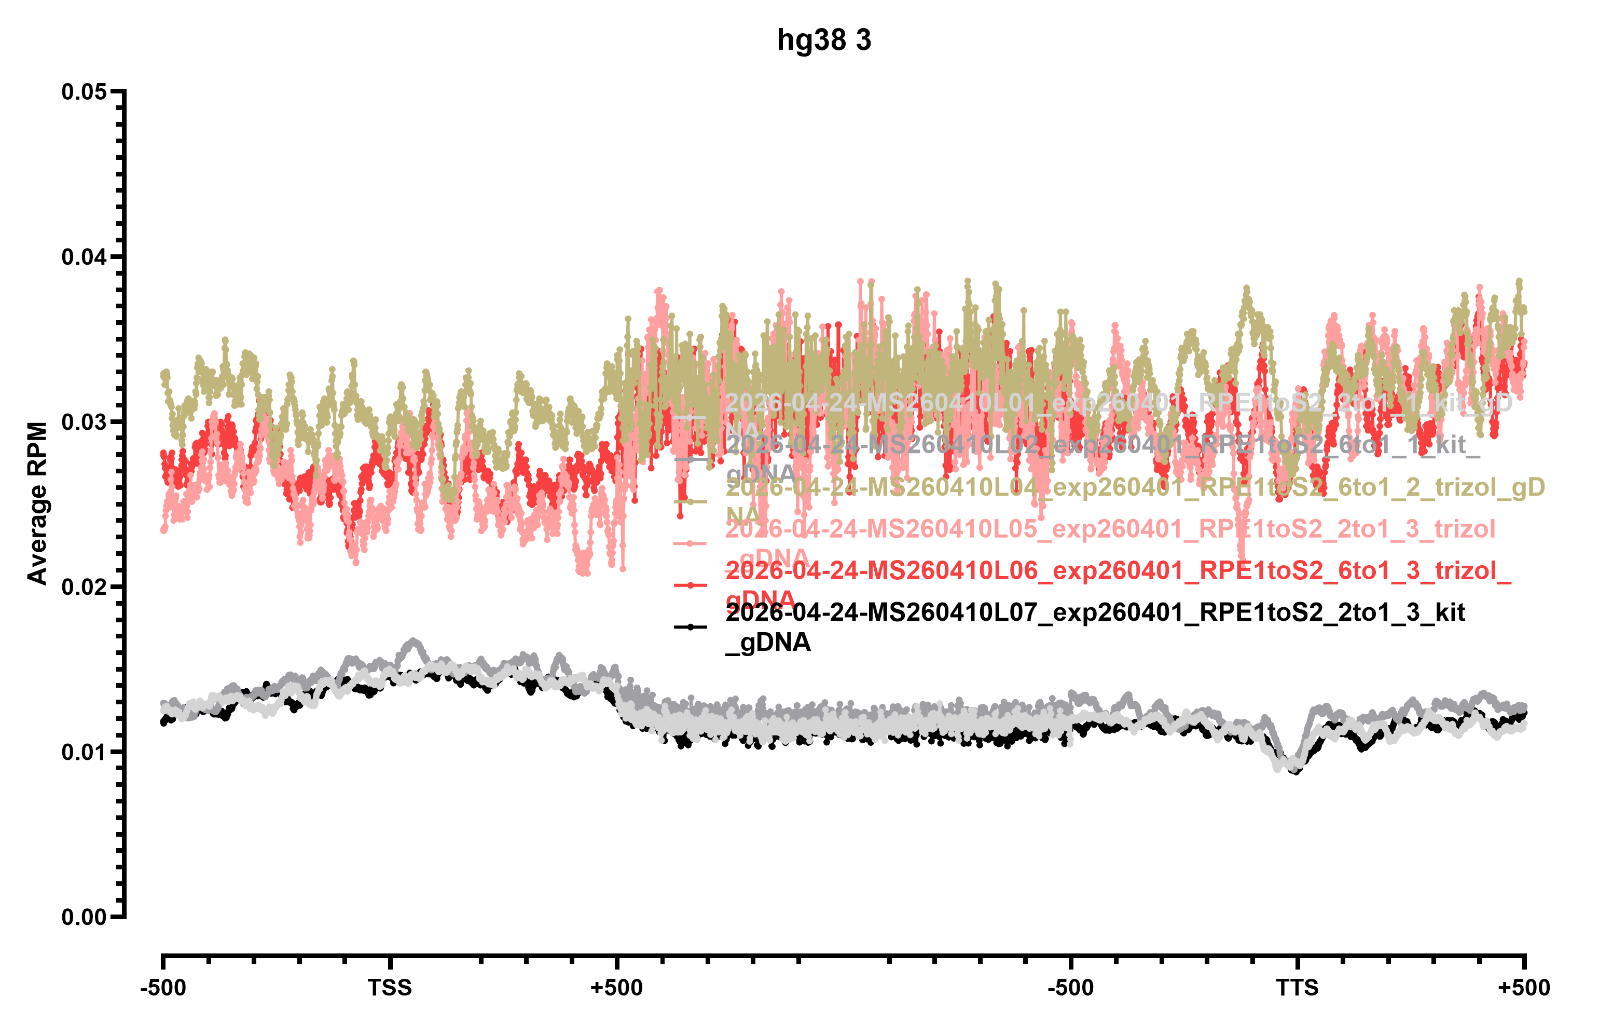 hg38 3
0.05
0.04
0.03
0.02
0.01
0.00
Average RPM
2026-04-24-MS260410L01_exp260401_RPE1toS2_2to1_1_kit_gD
NA
2026-04-24-MS260410L02_exp260401_RPE1toS2_6to1_1_kit_
gDNA
2026-04-24-MS260410L04_exp260401_RPE1toS2_6to1_2_trizol_gD
NA
2026-04-24-MS260410L05_exp260401_RPE1toS2_2to1_3_trizol
_gDNA
2026-04-24-MS260410L06_exp260401_RPE1toS2_6to1_3_trizol_
gDNA
2026-04-24-MS260410L07_exp260401_RPE1toS2_2to1_3_kit
_gDNA
-500 TSS +500 -500 TTS +500